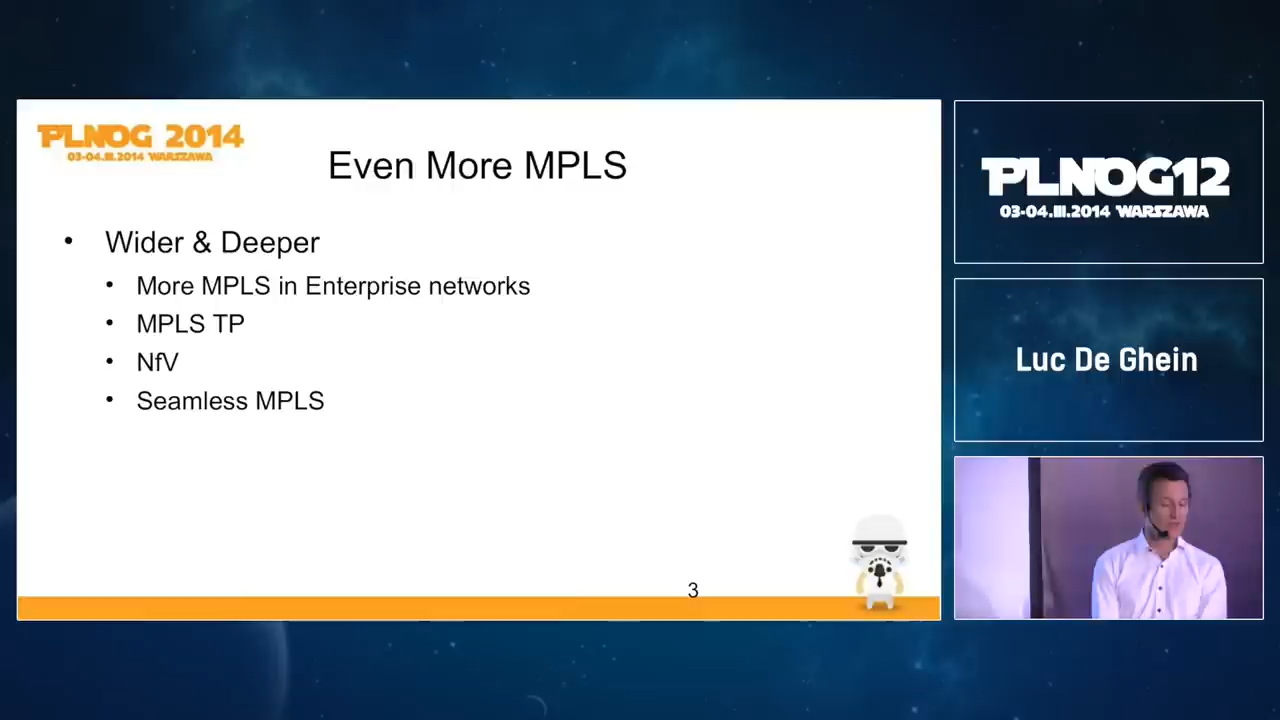 PLNOG 2014
03-04.III.2014 WARSZAWA
Even More MPLS
• Wider & Deeper
• More MPLS in Enterprise networks
• MPLS TP
• NfV
• Seamless MPLS
3
PLNOG12
03-04.III.2014 WARSZAWA
Luc De Ghein